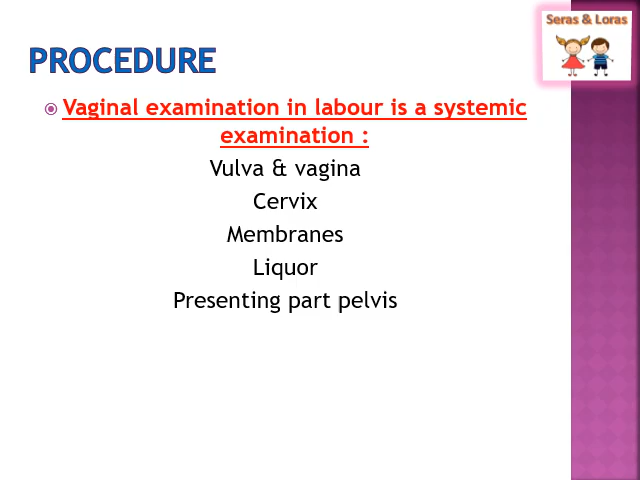 Seras & Loras
PROCEDURE
Vaginal examination in labour is a systemic
examination :
Vulva & vagina
Cervix
Membranes
Liquor
Presenting part pelvis